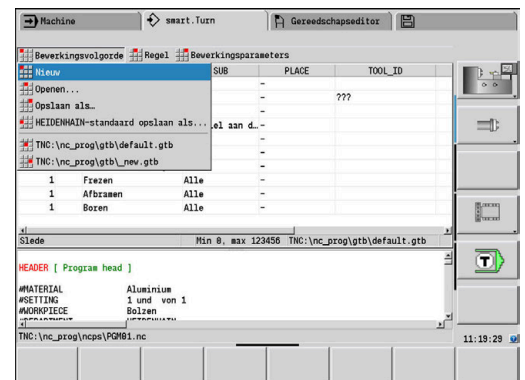 Machine smart.Turn Gereedschapseditor
Bewerkingsvolgorde Regel Bewerkingsparameters
Nieuw
Openen...
Opslaan als…
HEIDENHAIN-standaard opslaan als...
TNC:\nc_prog\gtb\default.gtb
TNC:\nc_prog\gtb\_new.gtb
SUB PLACE TOOL_ID
-
- ???
-
.el aan d… -
-
-
-
1 Frezen Alle -
1 Afbramen Alle -
1 Boren Alle -
Slede Min 0, max 123456 TNC:\nc_prog\gtb\default.gtb
HEADER [ Program head ]
#MATERIAL Aluminium
#SETTING 1 und von 1
#WORKPIECE Bolzen
TNC:\nc_prog\ncps\PGM01.nc
T
11:19:29